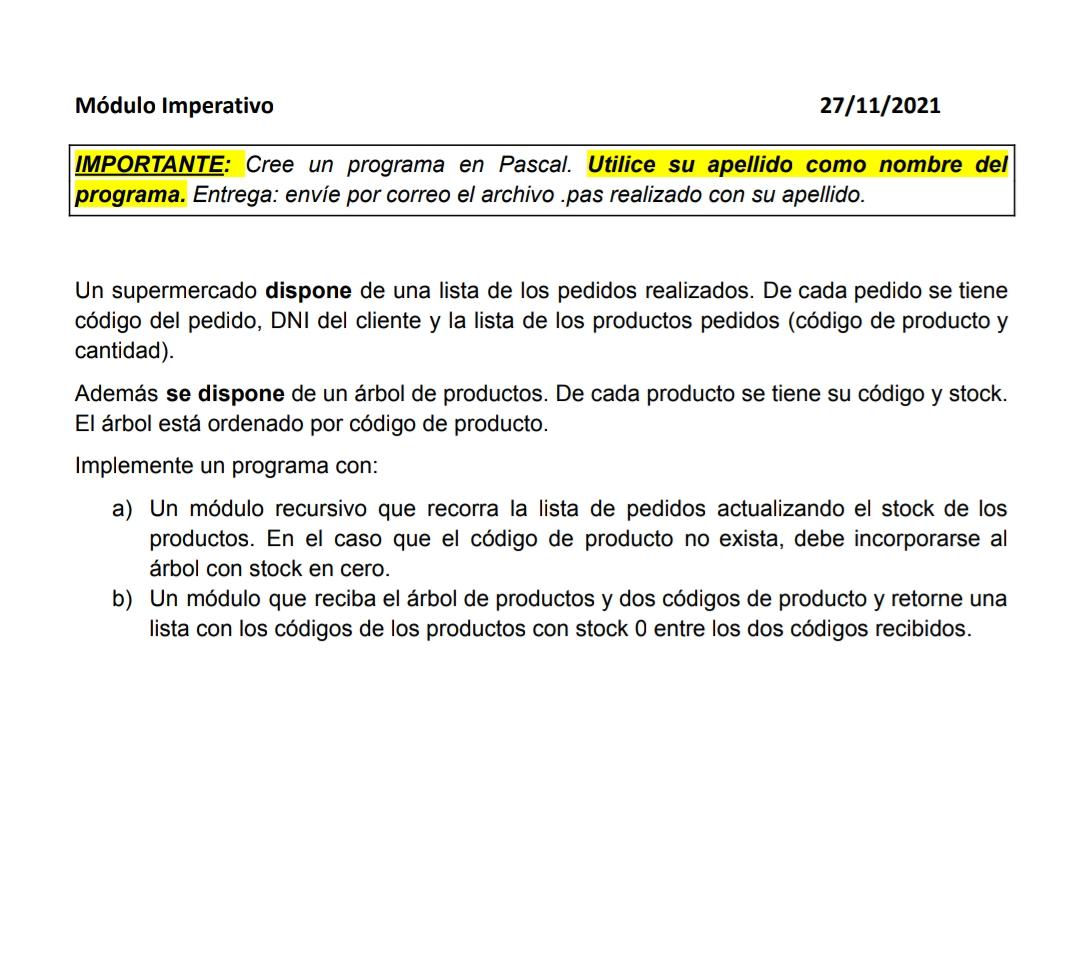 Módulo Imperativo 27/11/2021
IMPORTANTE: Cree un programa en Pascal. Utilice su apellido como nombre del
programa. Entrega: envíe por correo el archivo .pas realizado con su apellido.
Un supermercado dispone de una lista de los pedidos realizados. De cada pedido se tiene
código del pedido, DNI del cliente y la lista de los productos pedidos (código de producto y
cantidad).
Además se dispone de un árbol de productos. De cada producto se tiene su código y stock.
El árbol está ordenado por código de producto.
Implemente un programa con:
a) Un módulo recursivo que recorra la lista de pedidos actualizando el stock de los
productos. En el caso que el código de producto no exista, debe incorporarse al
árbol con stock en cero.
b) Un módulo que reciba el árbol de productos y dos códigos de producto y retorne una
lista con los códigos de los productos con stock 0 entre los dos códigos recibidos.